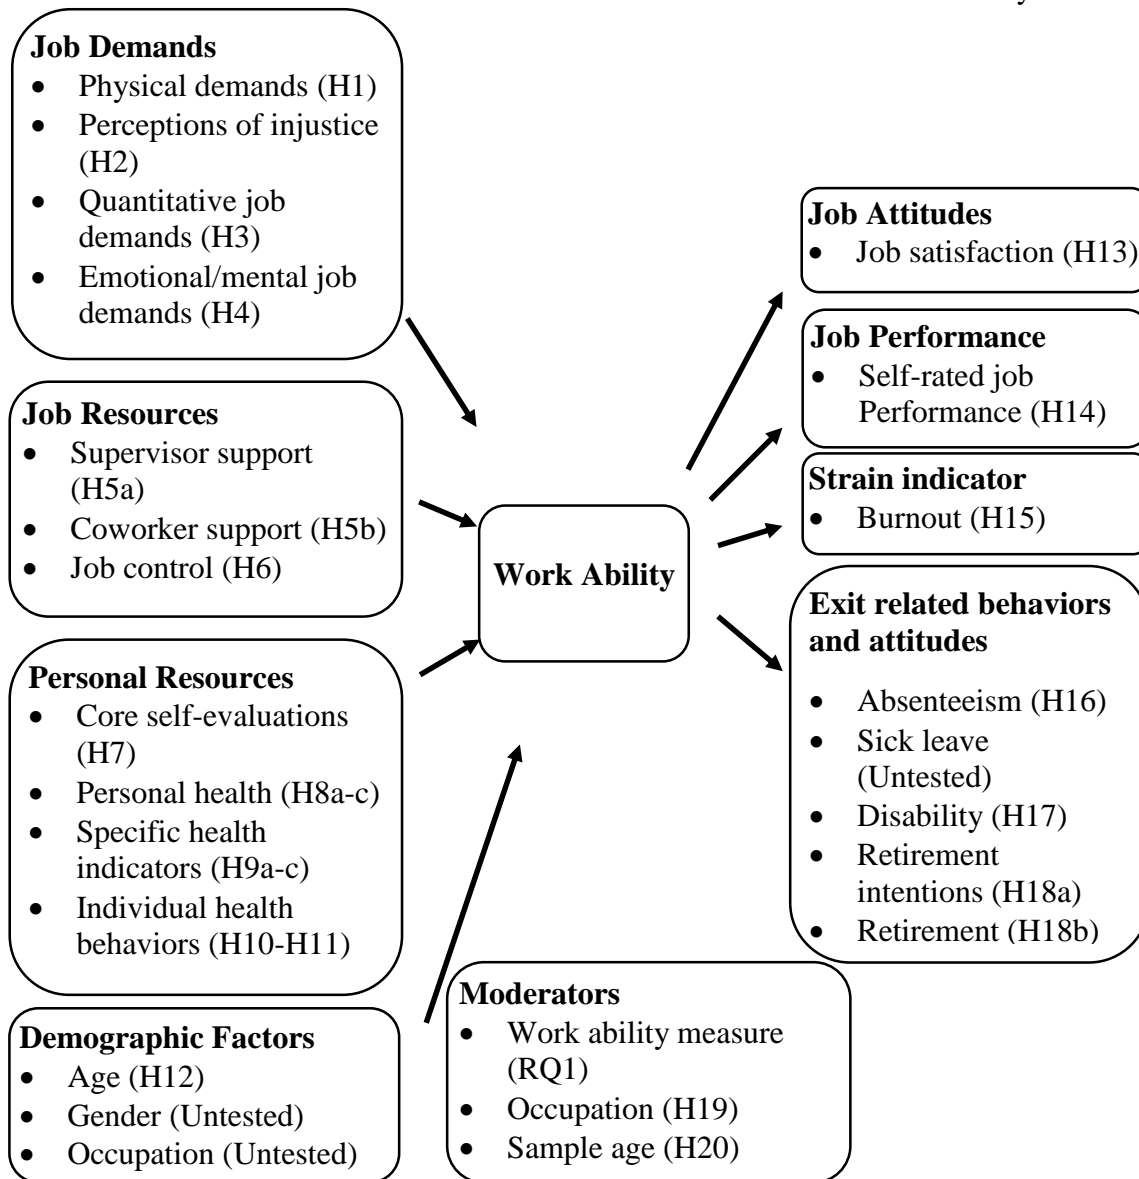 Job Demands
• Physical demands (H1)
• Perceptions of injustice
(H2)
• Quantitative job
demands (H3)
• Emotional/mental job
demands (H4)
Job Resources
• Supervisor support
(H5a)
• Coworker support (H5b)
• Job control (H6)
Personal Resources
• Core self-evaluations
(H7)
• Personal health (H8a-c)
• Specific health
indicators (H9a-c)
• Individual health
behaviors (H10-H11)
Demographic Factors
• Age (H12)
• Gender (Untested)
• Occupation (Untested)
Work Ability
Moderators
• Work ability measure
(RQ1)
• Occupation (H19)
• Sample age (H20)
Job Attitudes
• Job satisfaction (H13)
Job Performance
• Self-rated job
Performance (H14)
Strain indicator
• Burnout (H15)
Exit related behaviors
and attitudes
• Absenteeism (H16)
• Sick leave
(Untested)
• Disability (H17)
• Retirement
intentions (H18a)
• Retirement (H18b)